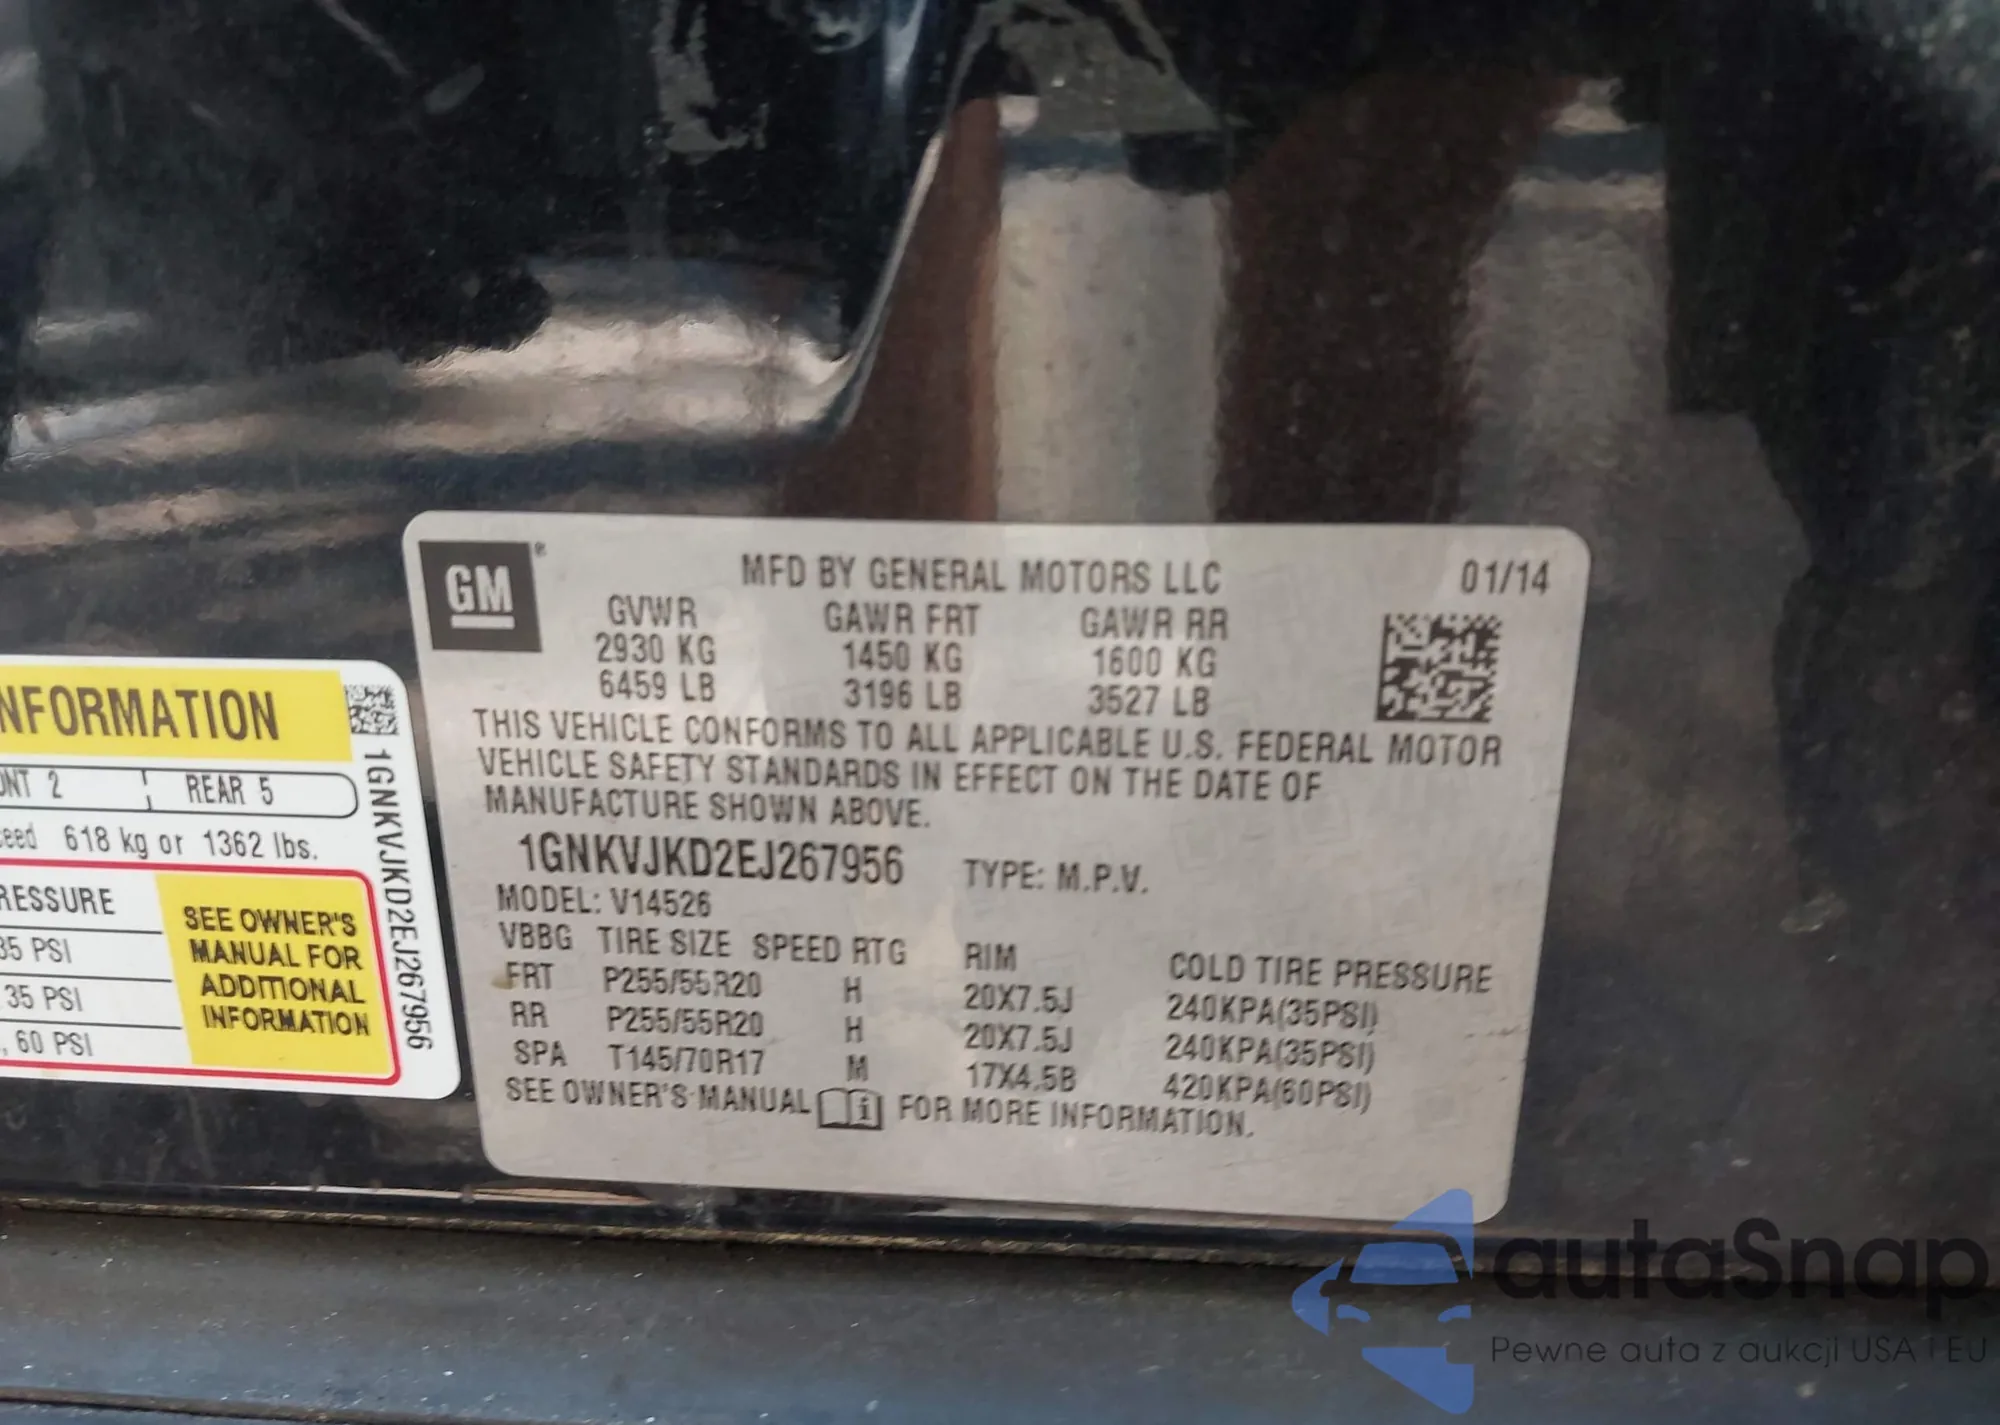 GM®
MFD BY GENERAL MOTORS LLC 01/14
GVWR GAWR FRT GAWR RR
2930 KG 1450 KG 1600 KG
6459 LB 3196 LB 3527 LB
THIS VEHICLE CONFORMS TO ALL APPLICABLE U.S. FEDERAL MOTOR
VEHICLE SAFETY STANDARDS IN EFFECT ON THE DATE OF
MANUFACTURE SHOWN ABOVE.
1GNKVJKD2EJ267956 TYPE: M.P.V.
MODEL: V14526
VBBG TIRE SIZE SPEED RTG RIM COLD TIRE PRESSURE
FRT P255/55R20 H 20X7.5J 240KPA(35PSI)
RR P255/55R20 H 20X7.5J 240KPA(35PSI)
SPA T145/70R17 M 17X4.5B 420KPA(60PSI)
SEE OWNER'S MANUAL i FOR MORE INFORMATION.
NFORMATION
ONT 2 REAR 5
ceed 618 kg or 1362 lbs.
RESSURE
35 PSI
35 PSI
, 60 PSI
SEE OWNER'S
MANUAL FOR
ADDITIONAL
INFORMATION
1GNKVJKD2EJ267956
autaSnap
Pewne auta z aukcji USA i EU